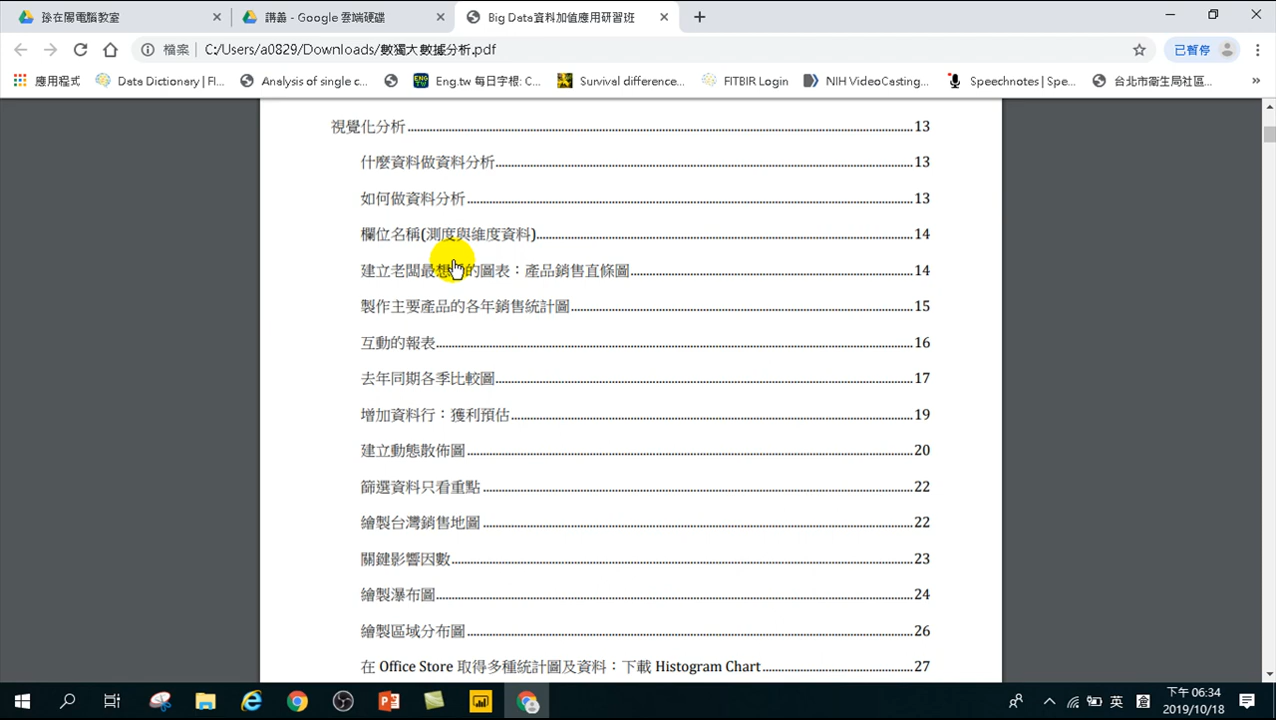 除在陽電腦教室
講義 - Google 雲端硬碟
Big Data資料加值應用研習班
檔案
C:/Users/a0829/Downloads/數獨大數據分析.pdf
已暫停
應用程式
Data Dictionary | Fl...
Analysis of single c...
Eng.tw 每日字根: C...
Survival difference...
FITBIR Login
NIH VideoCasting...
Speechnotes | Spe...
台北市衛生局社區...
視覺化分析 13
什麼資料做資料分析 13
如何做資料分析 13
欄位名稱(測度與維度資料) 14
建立老闆最想的圖表：產品銷售直條圖 14
製作主要產品的各年銷售統計圖 15
互動的報表 16
去年同期各季比較圖 17
增加資料行：獲利預估 19
建立動態散佈圖 20
篩選資料只看重點 22
繪製台灣銷售地圖 22
關鍵影響因數 23
繪製瀑布圖 24
繪製區域分布圖 26
在 Office Store 取得多種統計圖及資料：下載 Histogram Chart 27
英
下午 06:34
2019/10/18